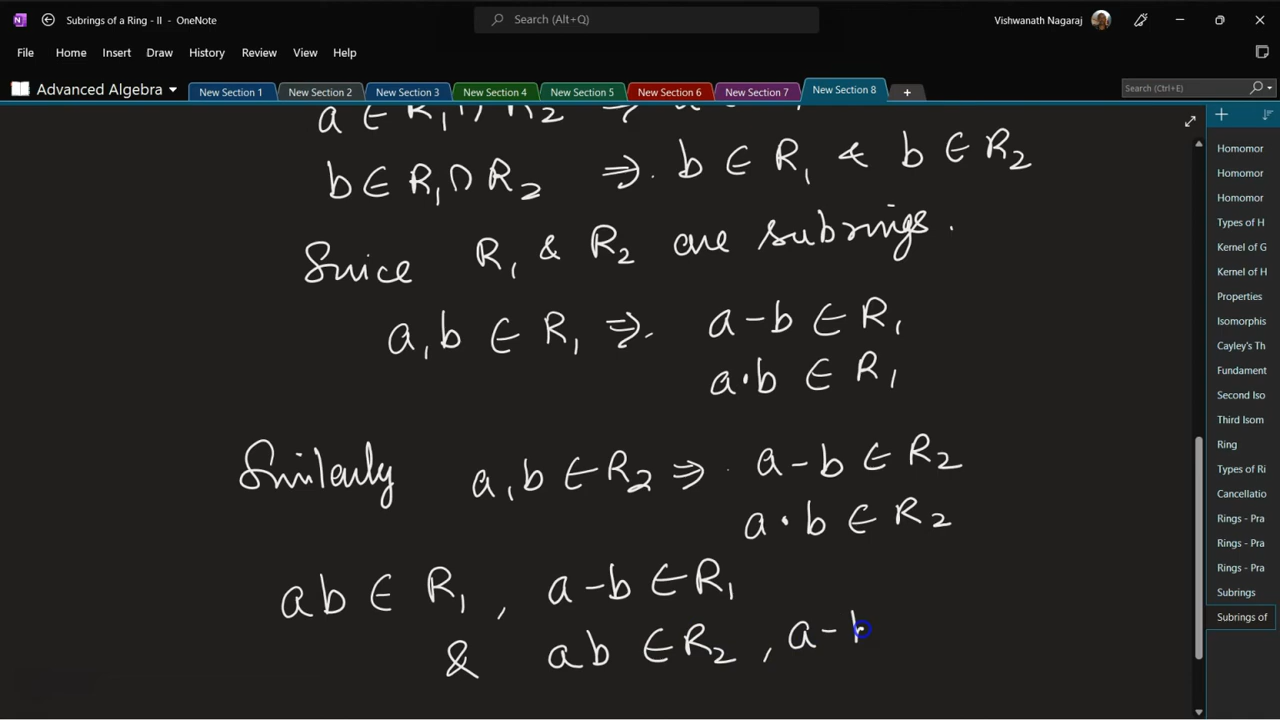 Subrings of a Ring - II - OneNote
Search (Alt+Q)
Vishwanath Nagaraj
File Home Insert Draw History Review View Help
Advanced Algebra
New Section 1 New Section 2 New Section 3 New Section 4 New Section 5 New Section 6 New Section 7 New Section 8 +
Search (Ctrl+E)
a ∈ R₁ ∩ R₂ ⇒
b ∈ R₁ ∩ R₂ ⇒. b ∈ R₁ & b ∈ R₂
Since R₁ & R₂ are subrings.
a, b ∈ R₁ ⇒. a - b ∈ R₁
a · b ∈ R₁
Similarly a, b ∈ R₂ ⇒ . a - b ∈ R₂
a · b ∈ R₂
ab ∈ R₁ , a - b ∈ R₁
& ab ∈ R₂ , a - b
Homomor
Homomor
Homomor
Types of H
Kernel of G
Kernel of H
Properties
Isomorphis
Cayley's Th
Fundament
Second Iso
Third Isom
Ring
Types of Ri
Cancellatio
Rings - Pra
Rings - Pra
Rings - Pra
Subrings
Subrings of